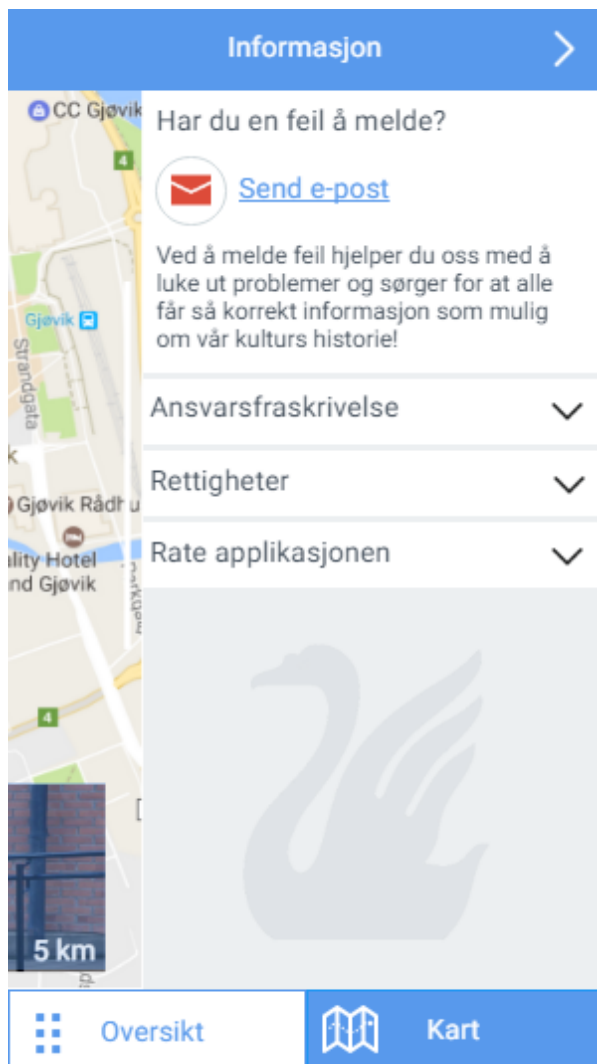 Informasjon
CC Gjøvik
4
Gjøvik
Strandgata
Gjøvik Rådhu
ality Hotel
nd Gjøvik
4
5 km
Har du en feil å melde?
Send e-post
Ved å melde feil hjelper du oss med å
luke ut problemer og sørger for at alle
får så korrekt informasjon som mulig
om vår kulturs historie!
Ansvarsfraskrivelse
Rettigheter
Rate applikasjonen
Oversikt
Kart